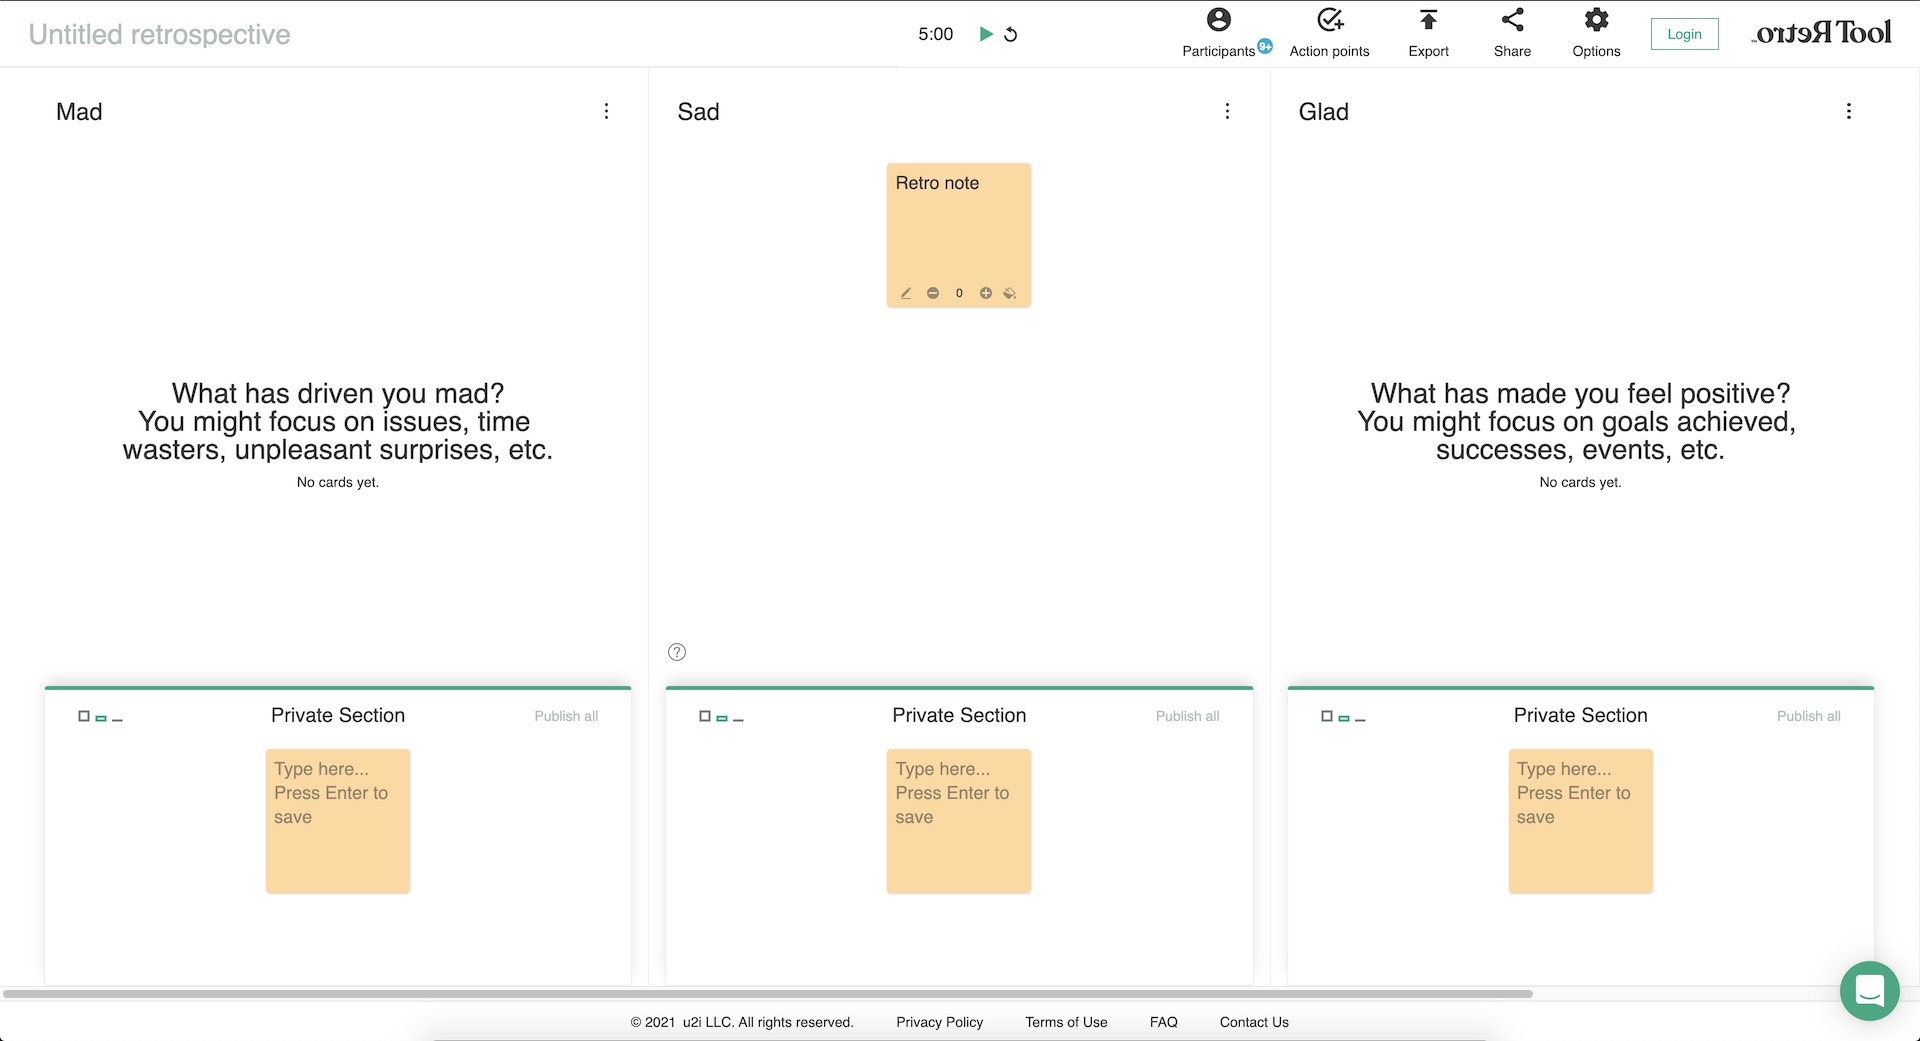 Untitled retrospective
5:00
Participants
9+
Action points
Export
Share
Options
Login
Retro Tool
Mad
Sad
Glad
Retro note
0
What has driven you mad?
You might focus on issues, time
wasters, unpleasant surprises, etc.
No cards yet.
What has made you feel positive?
You might focus on goals achieved,
successes, events, etc.
No cards yet.
?
Private Section
Publish all
Type here...
Press Enter to
save
Private Section
Publish all
Type here...
Press Enter to
save
Private Section
Publish all
Type here...
Press Enter to
save
© 2021 u2i LLC. All rights reserved.
Privacy Policy
Terms of Use
FAQ
Contact Us